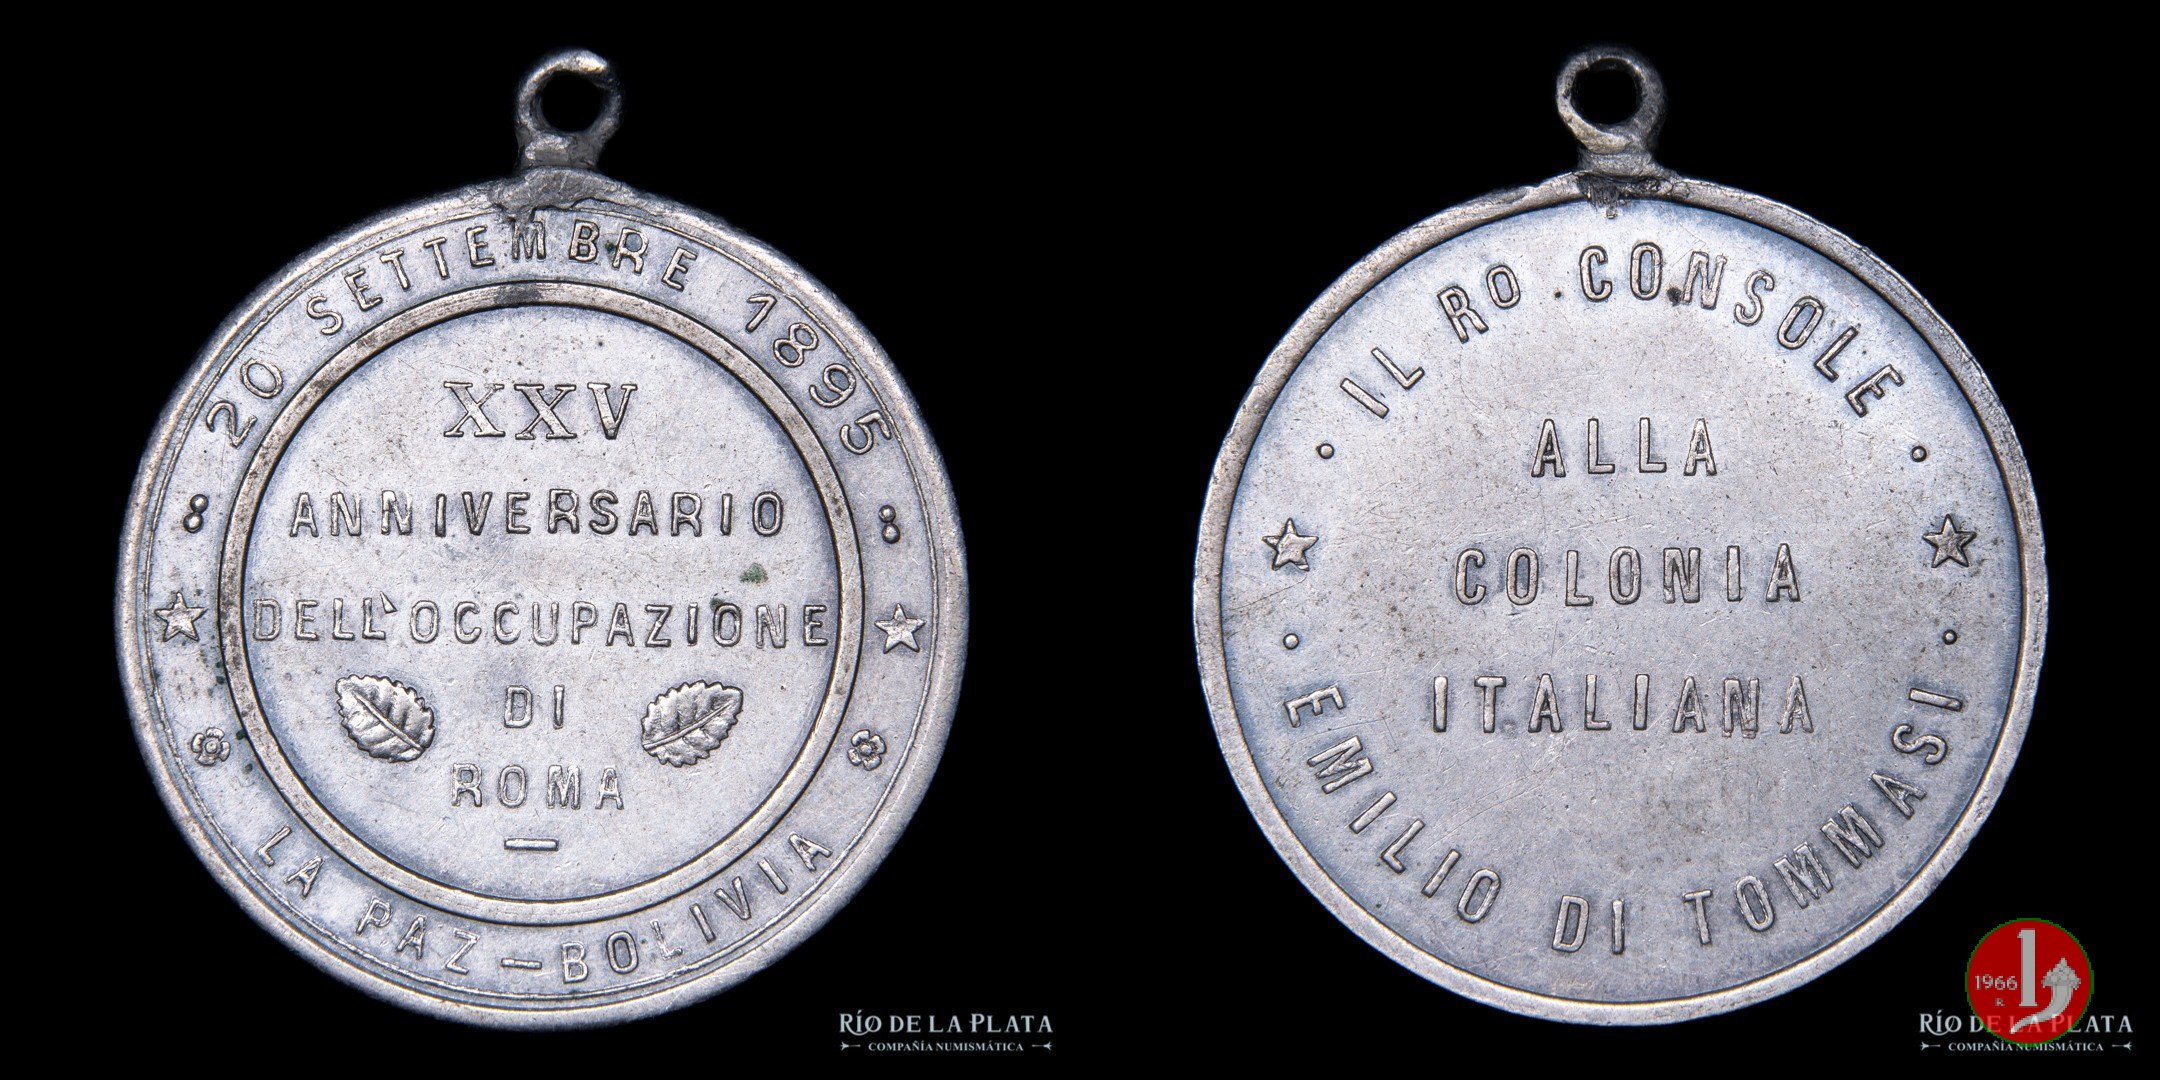 20 SETTEMBRE 1895
XXV
ANNIVERSARIO
DELL'OCCUPAZIONE
DI
ROMA
LA PAZ – BOLIVIA
IL RO. CONSOLE
ALLA
COLONIA
ITALIANA
EMILIO DI TOMMASI
RÍO DE LA PLATA
COMPAÑÍA NUMISMÁTICA
1966
R.
RÍO DE LA PLATA
COMPAÑÍA NUMISMÁTICA